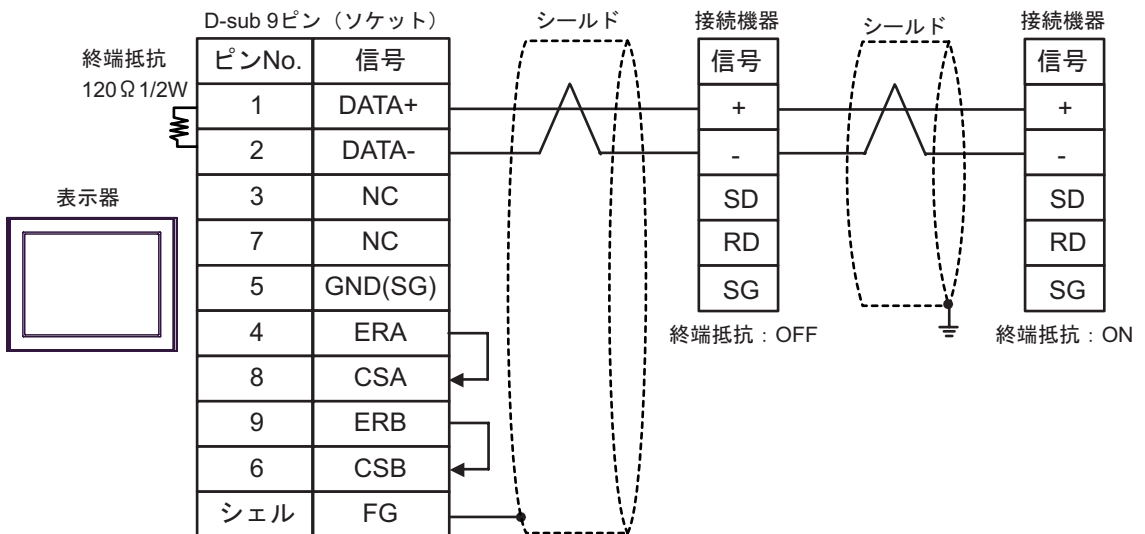 D-sub 9ピン（ソケット）
シールド
接続機器
シールド
接続機器
終端抵抗
120Ω1/2W
ピンNo. 信号
信号
信号
1 DATA+
+
+
2 DATA-
-
-
表示器
3 NC
SD
SD
7 NC
RD
RD
5 GND(SG)
SG
SG
4 ERA
終端抵抗：OFF
終端抵抗：ON
8 CSA
9 ERB
6 CSB
シェル FG